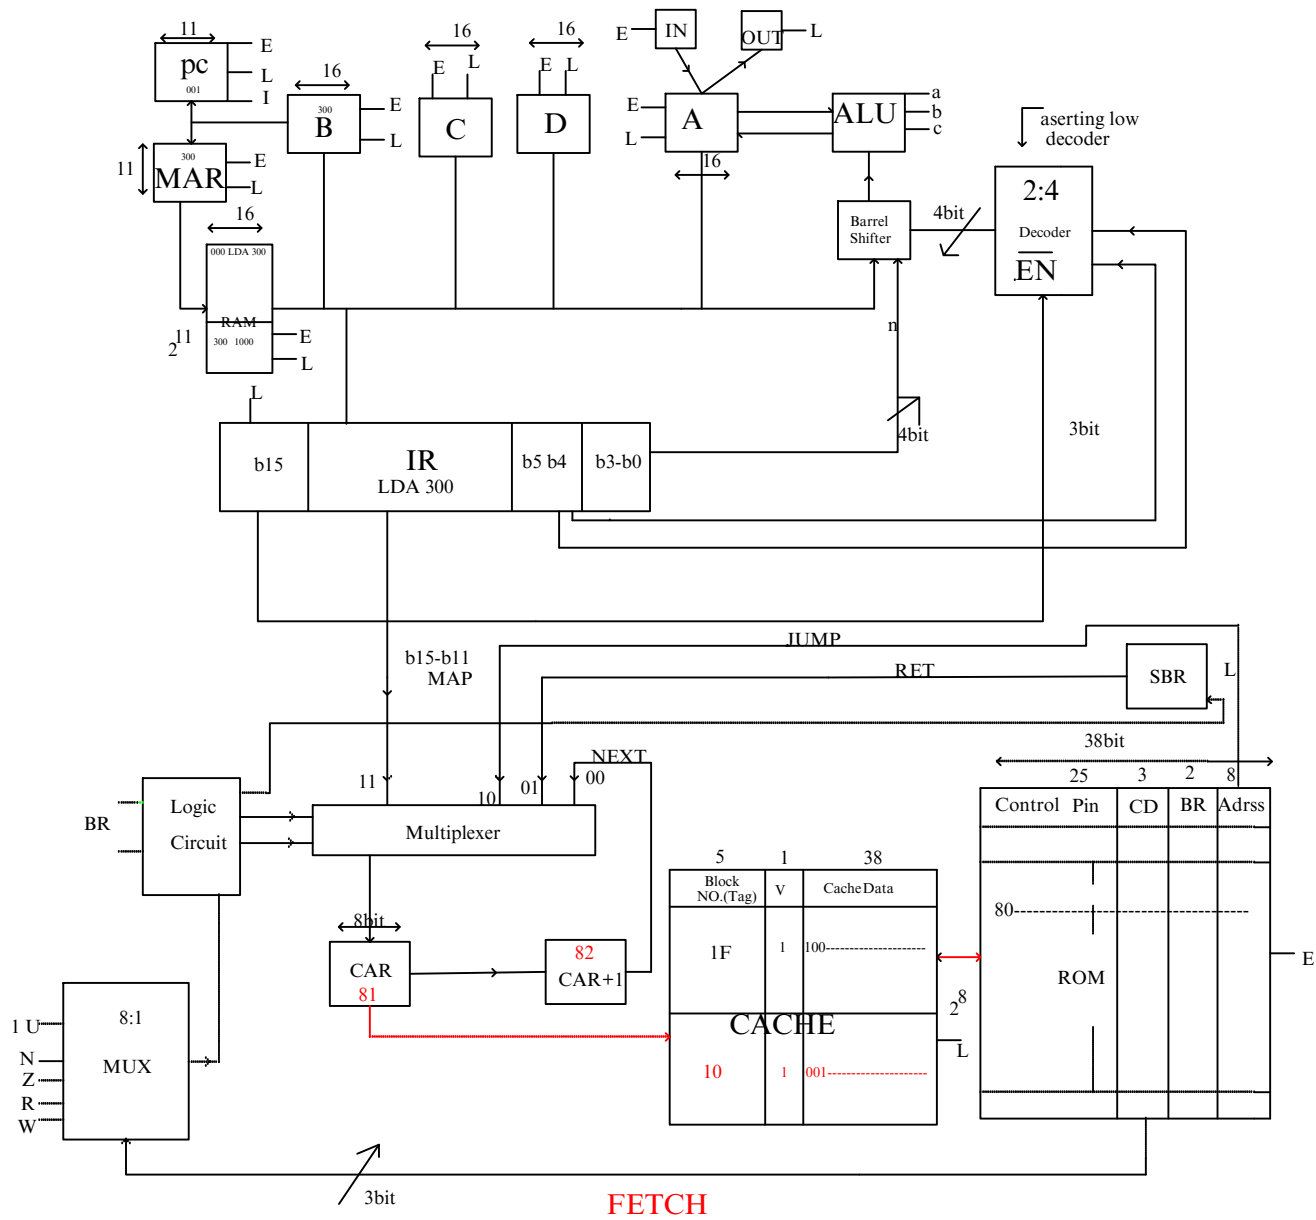 11
pc
001
E
L
I
16
300
B
E
L
16
E
L
C
16
E
L
D
E
IN
OUT
L
E
L
A
16
ALU
a
b
c
aserting low
decoder
11
300
MAR
E
L
16
000 LDA 300
RAM
300 1000
E
L
2
11
Barrel
Shifter
4bit
2:4
Decoder
EN
n
4bit
3bit
L
b15
IR
LDA 300
b5 b4
b3-b0
b15-b11
MAP
JUMP
RET
SBR
L
NEXT
11
10
01
00
BR
Logic
Circuit
Multiplexer
8bit
CAR
81
82
CAR+1
38bit
25
3
2
8
Control Pin
CD
BR
Adrss
80
ROM
E
2
8
5
1
38
Block
NO.(Tag)
V
Cache Data
1F
1
100
CACHE
10
1
001
L
1 U
N
Z
R
W
8:1
MUX
3bit
FETCH